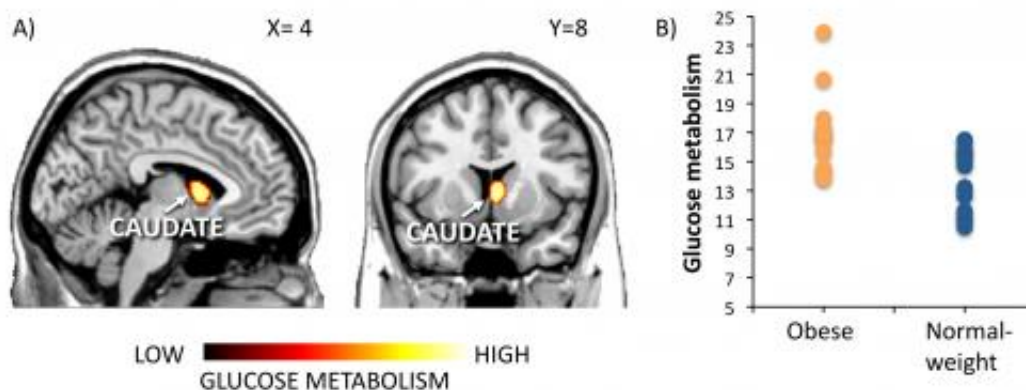 A)
X= 4
Y=8
CAUDATE
CAUDATE
LOW
HIGH
GLUCOSE METABOLISM
B)
Glucose metabolism
25
23
21
19
17
15
13
11
9
7
5
Obese
Normal-
weight